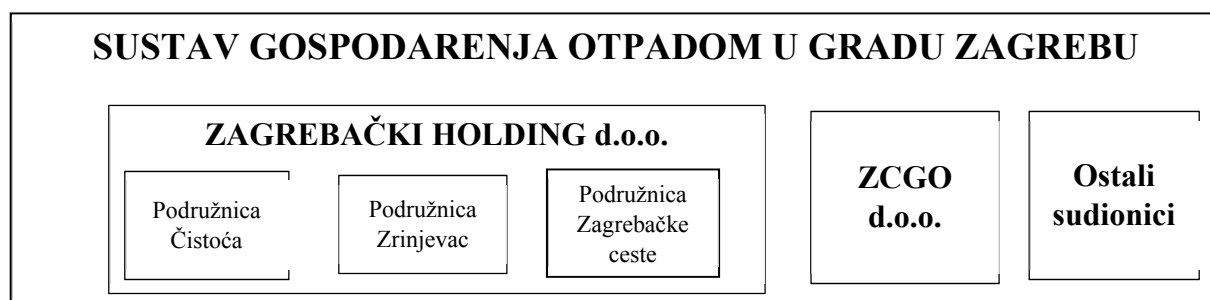 SUSTAV GOSPODARENJA OTPADOM U GRADU ZAGREBU
ZAGREBAČKI HOLDING d.o.o.
Podružnica
Čistoća
Podružnica
Zrinjevac
Podružnica
Zagrebačke
ceste
ZCGO
d.o.o.
Ostali
sudionici